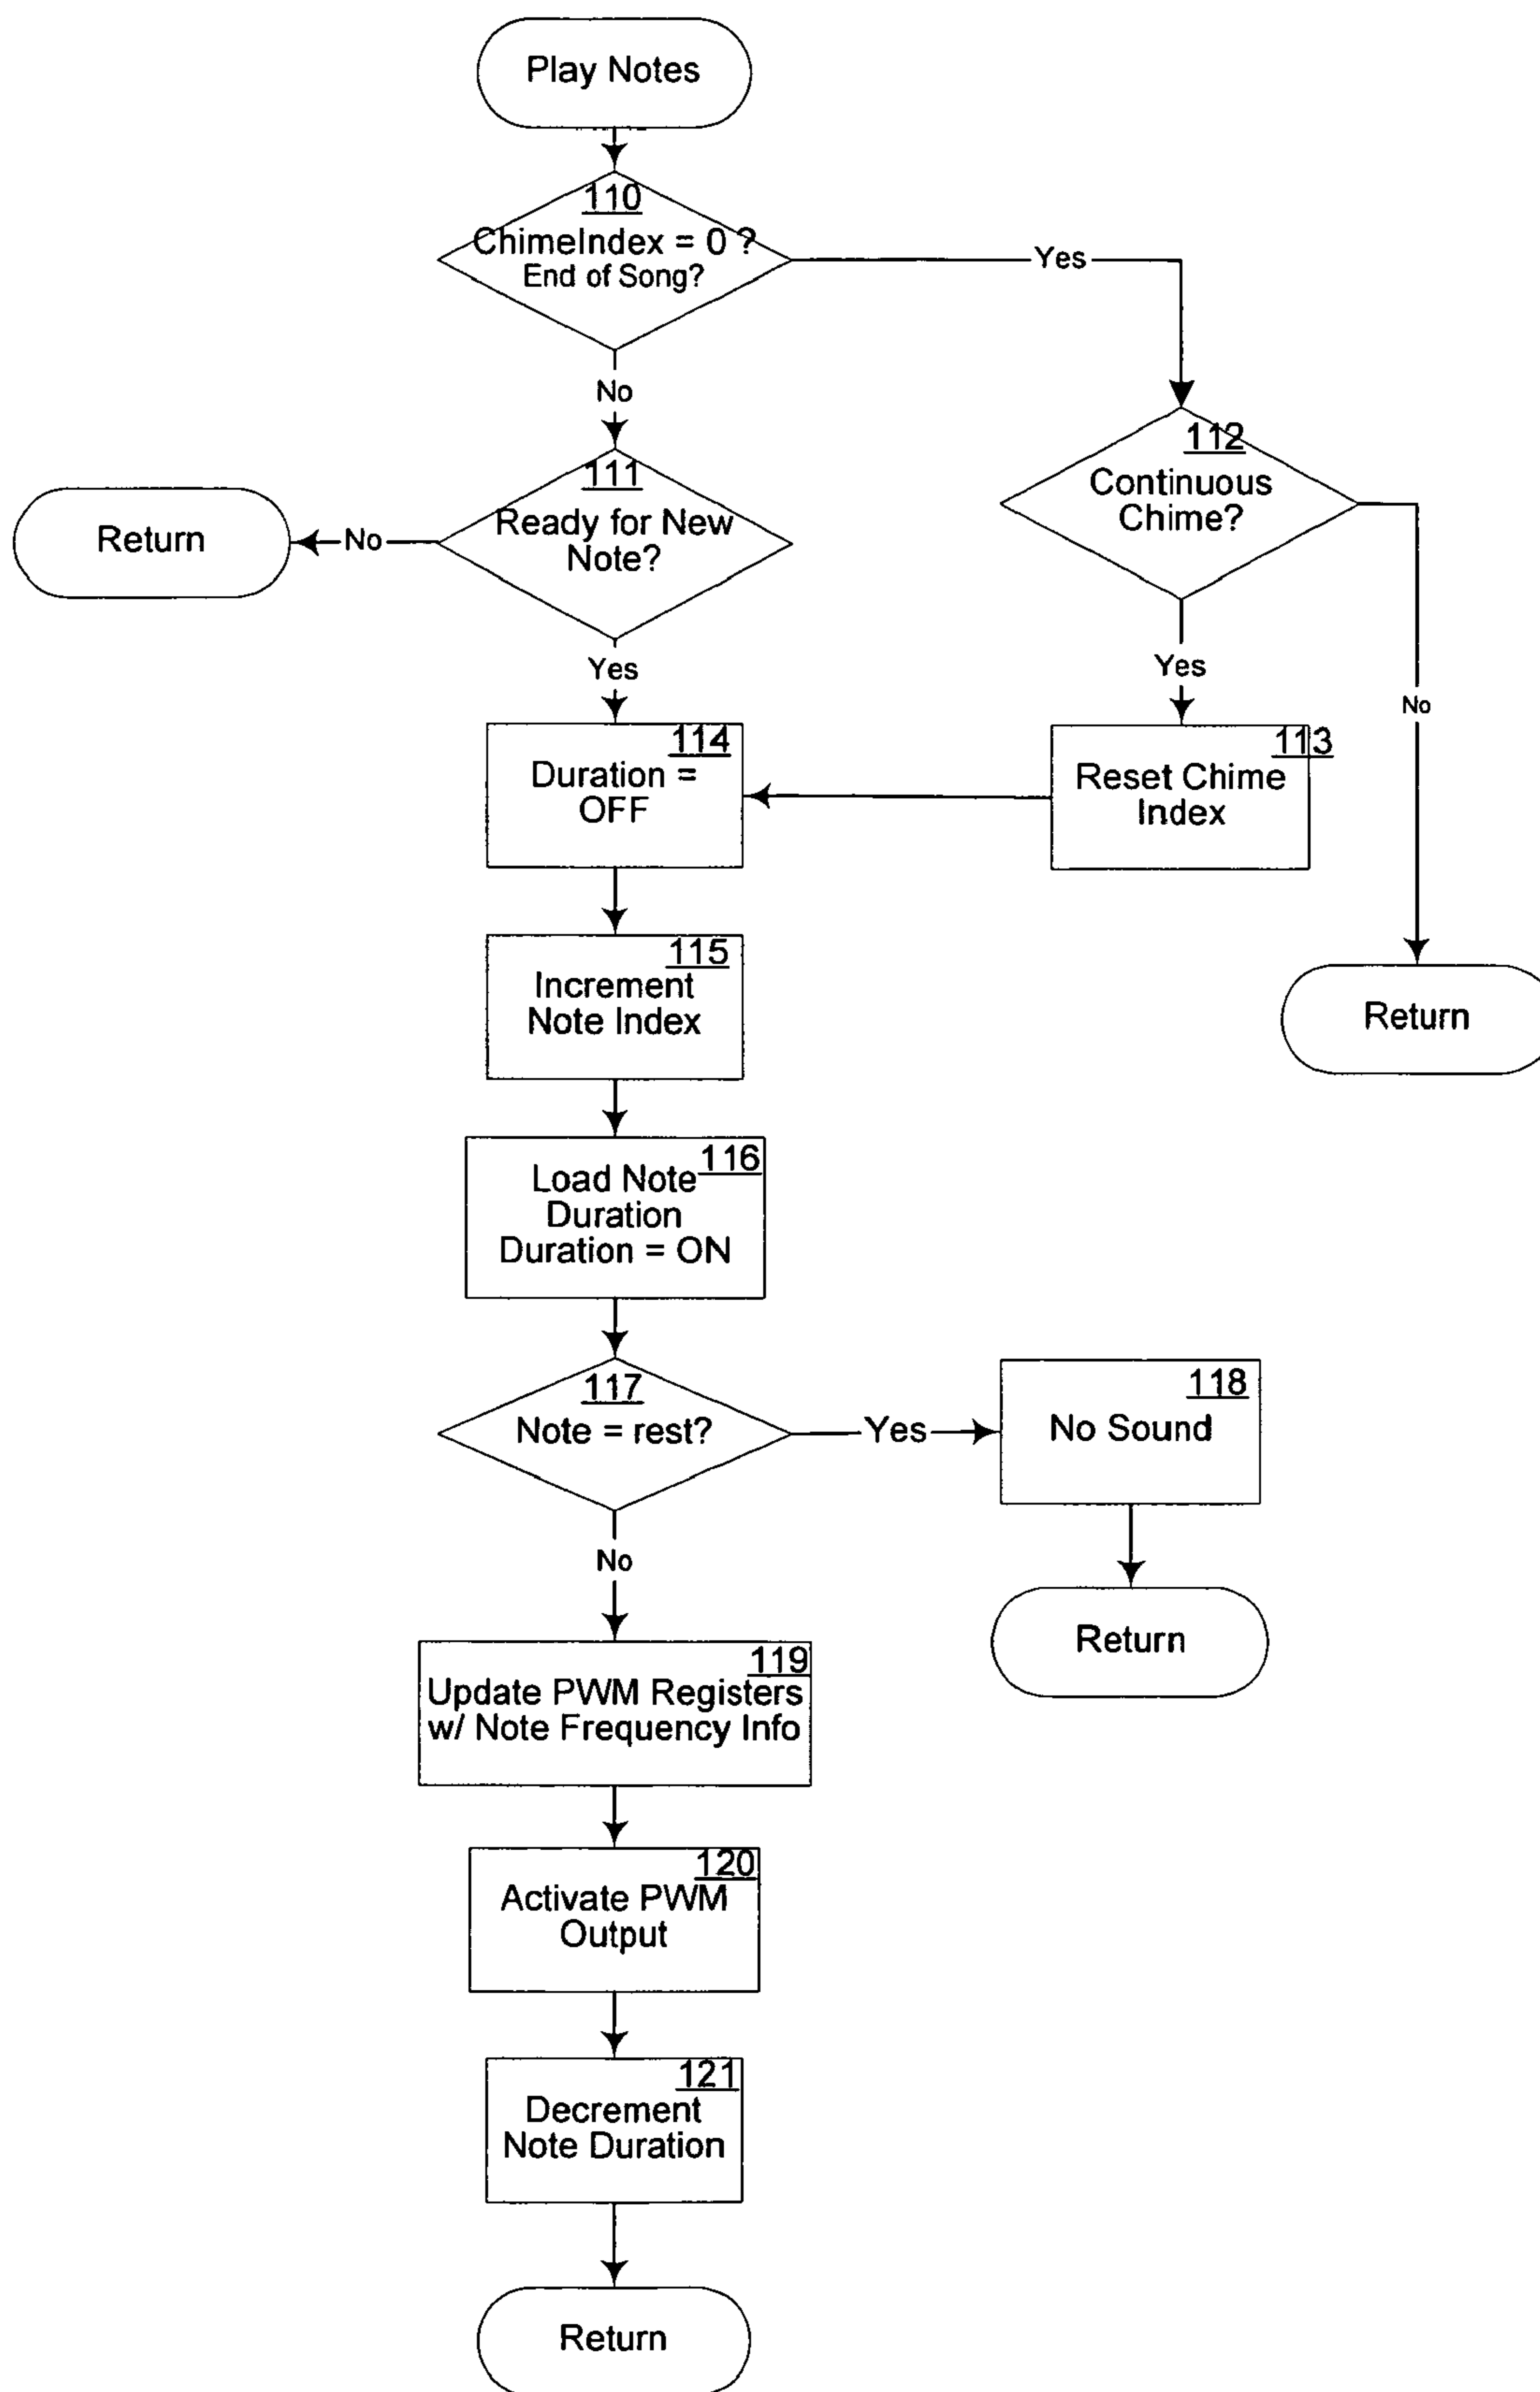 Play Notes
110
ChimeIndex = 0 ?
End of Song?
Yes
No
112
Continuous
Chime?
111
Ready for New
Note?
No
Return
Yes
Yes
No
114
Duration =
OFF
113
Reset Chime
Index
115
Increment
Note Index
Return
116
Load Note
Duration
Duration = ON
117
Note = rest?
Yes
118
No Sound
No
Return
119
Update PWM Registers
w/ Note Frequency Info
120
Activate PWM
Output
121
Decrement
Note Duration
Return